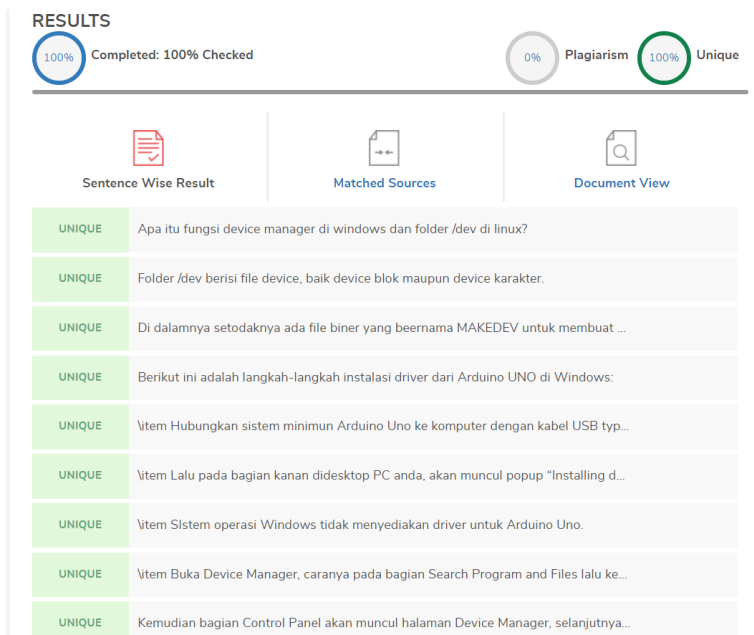 RESULTS
100% Completed: 100% Checked 0% Plagiarism 100% Unique
Sentence Wise Result Matched Sources Document View
UNIQUE Apa itu fungsi device manager di windows dan folder /dev di linux?
UNIQUE Folder /dev berisi file device, baik device blok maupun device karakter.
UNIQUE Di dalamnya setodaknya ada file biner yang beernama MAKEDEV untuk membuat ...
UNIQUE Berikut ini adalah langkah-langkah instalasi driver dari Arduino UNO di Windows:
UNIQUE \item Hubungkan sistem minimun Arduino Uno ke komputer dengan kabel USB typ...
UNIQUE \item Lalu pada bagian kanan didesktop PC anda, akan muncul popup “Installing d...
UNIQUE \item SIstem operasi Windows tidak menyediakan driver untuk Arduino Uno.
UNIQUE \item Buka Device Manager, caranya pada bagian Search Program and Files lalu ke...
UNIQUE Kemudian bagian Control Panel akan muncul halaman Device Manager, selanjutnya...